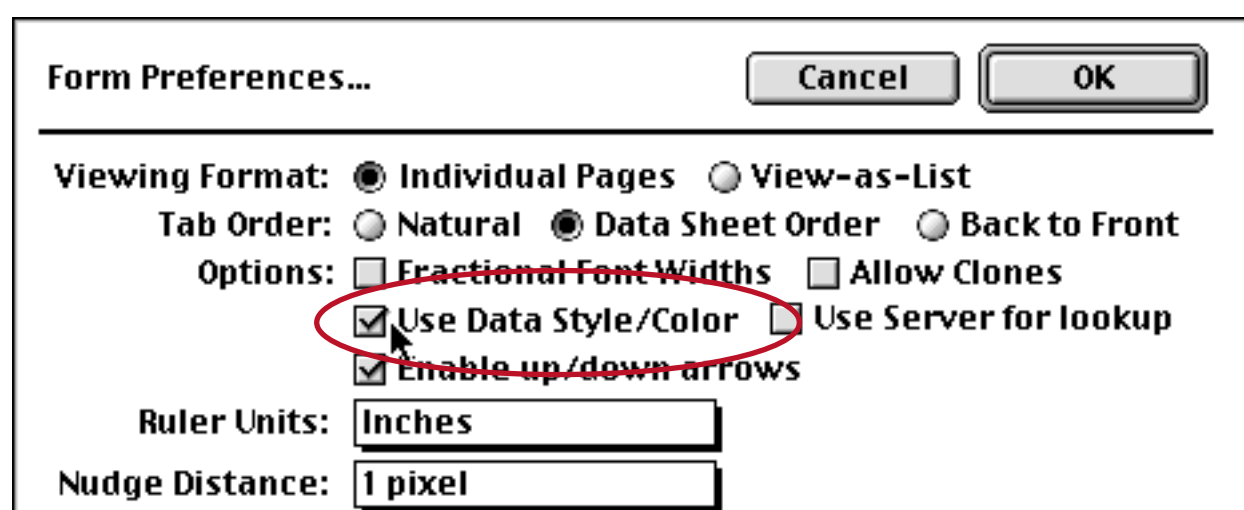 Form Preferences... Cancel OK
Viewing Format: Individual Pages View-as-List
Tab Order: Natural Data Sheet Order Back to Front
Options: Fractional Font Widths Allow Clones
Use Data Style/Color Use Server for lookup
Enable up/down arrows
Ruler Units: Inches
Nudge Distance: 1 pixel